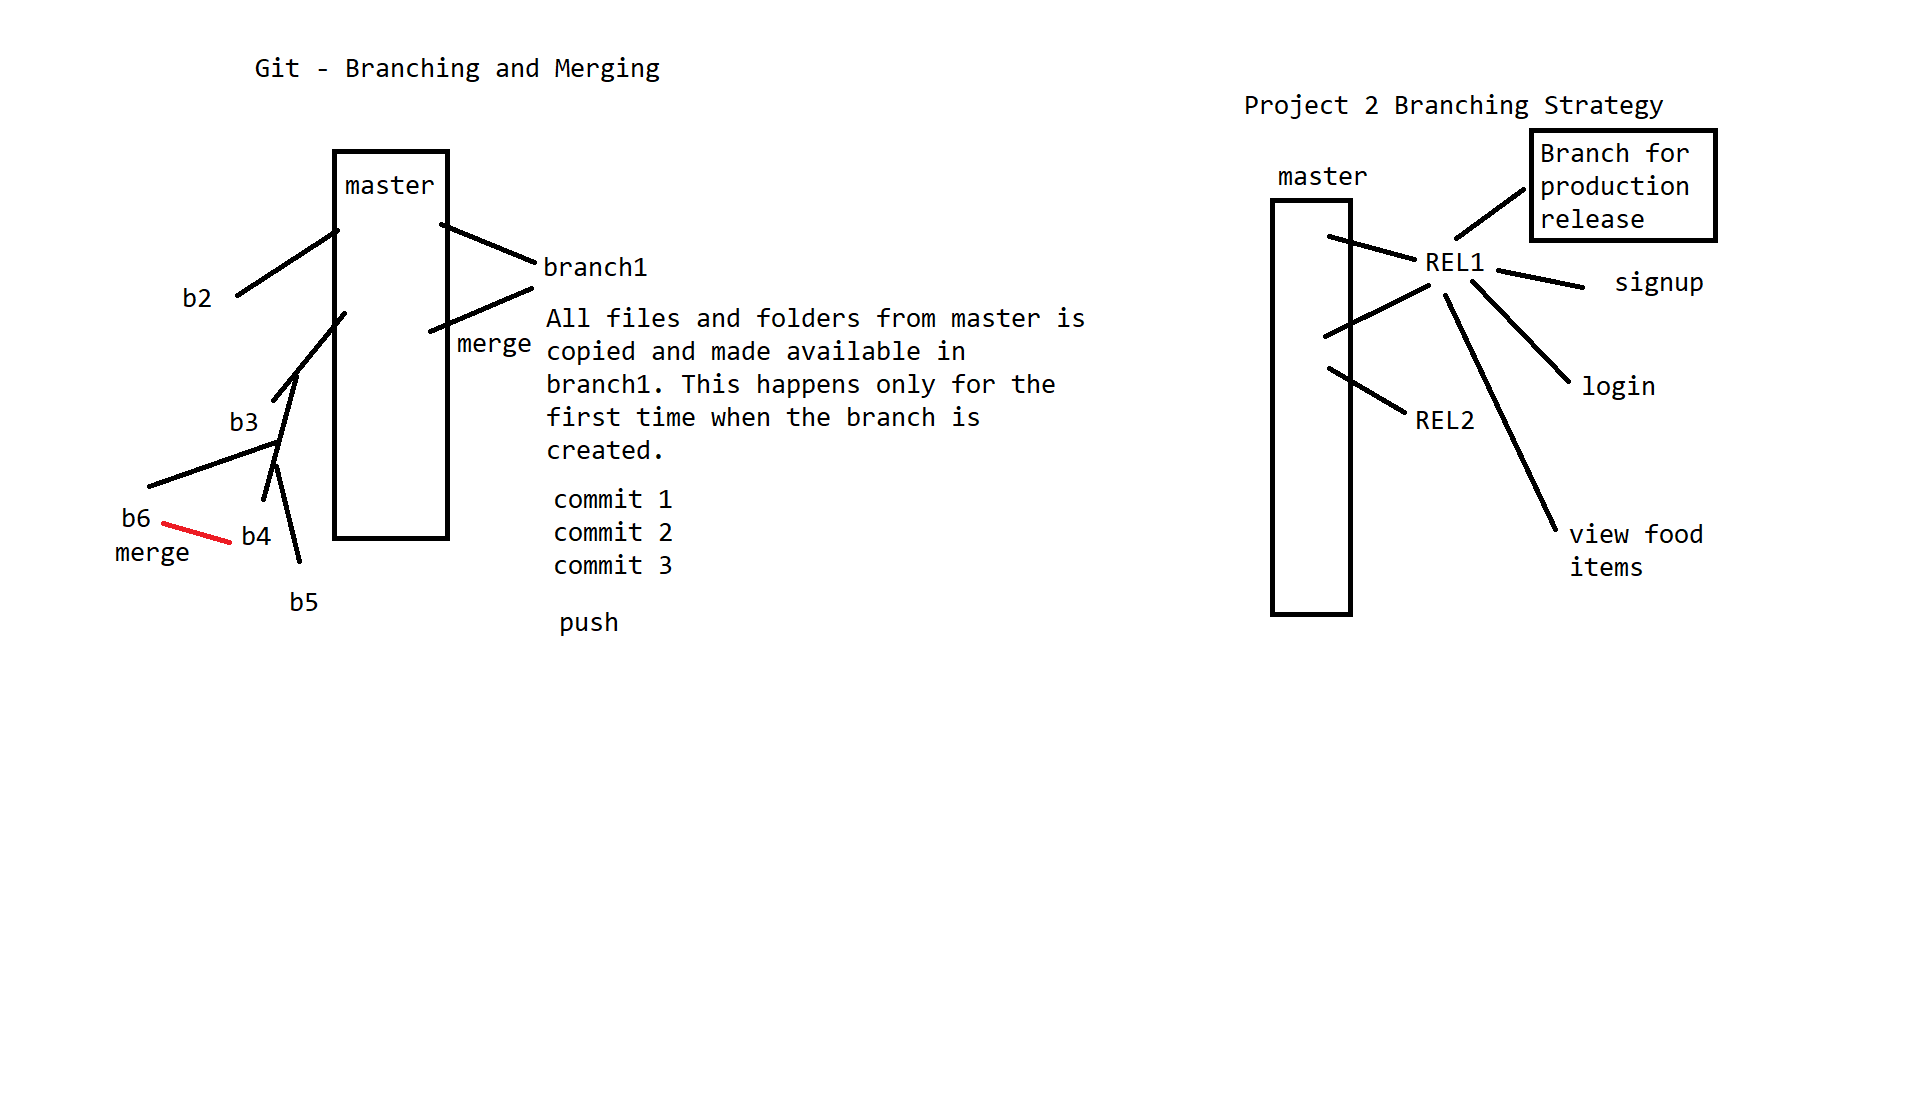 Git - Branching and Merging
master
b2
branch1
merge
All files and folders from master is
copied and made available in
branch1. This happens only for the
first time when the branch is
created.
b3
b6
merge
b4
b5
commit 1
commit 2
commit 3
push
Project 2 Branching Strategy
master
Branch for
production
release
REL1
signup
login
REL2
view food
items